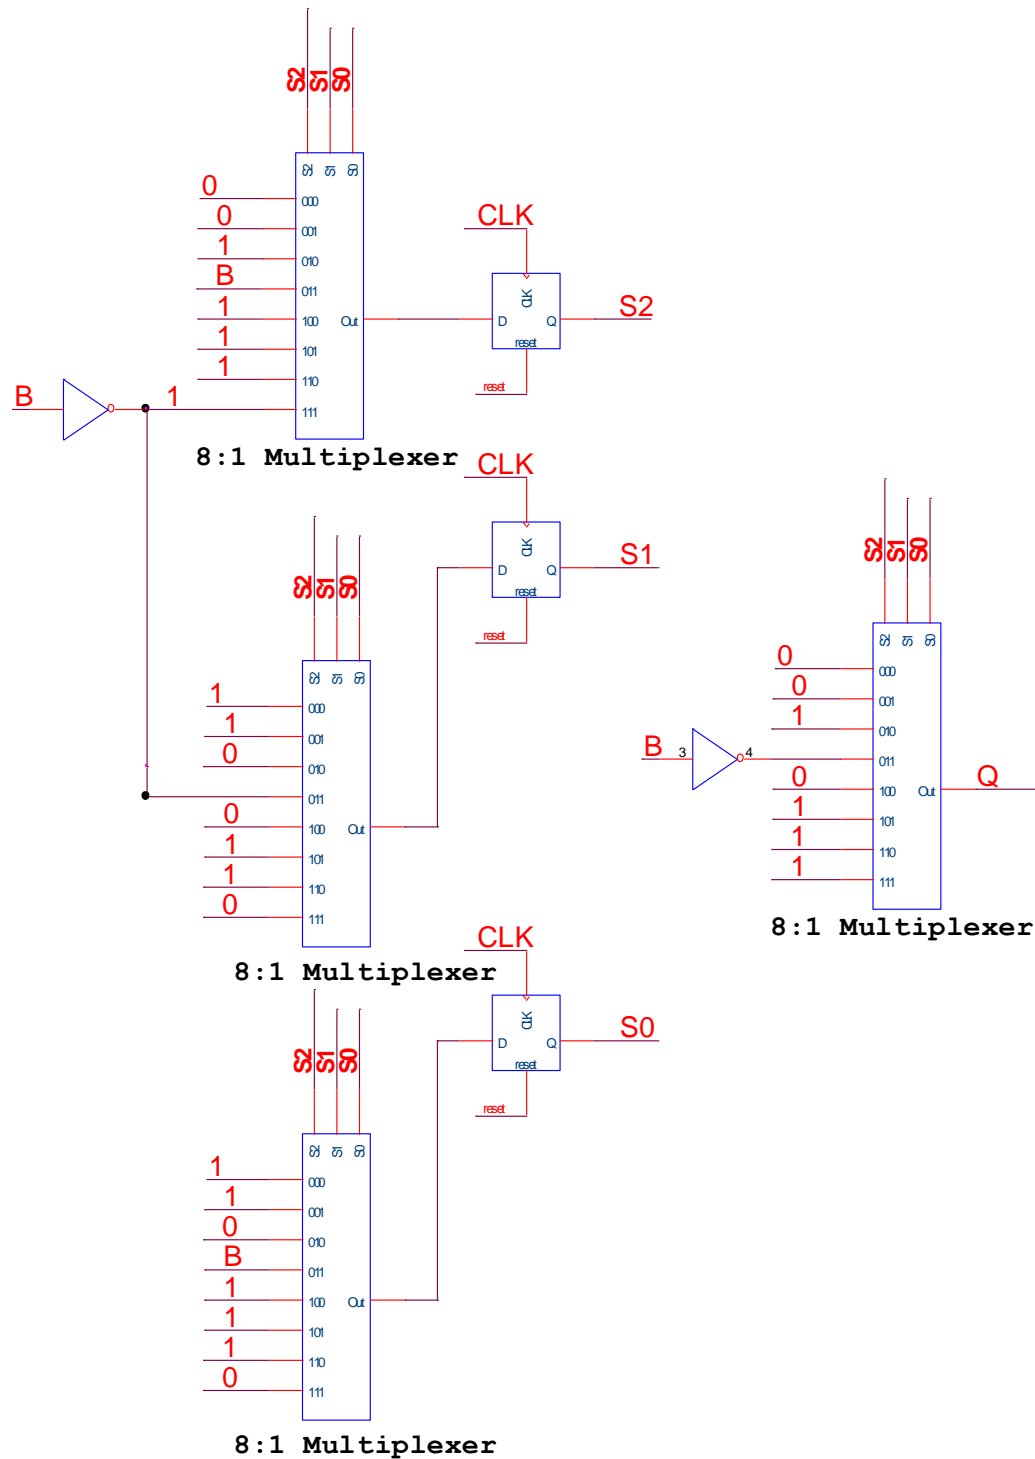 S2 S1 S0
S2 S1 S0
0 000
0 001
1 010
B 011
1 100 Out
1 101
1 110
B 1 111
8:1 Multiplexer
CLK
CLK
D Q S2
reset
reset
CLK
CLK
D Q S1
reset
reset
S2 S1 S0
S2 S1 S0
1 000
1 001
0 010
011
0 100 Out
1 101
1 110
0 111
8:1 Multiplexer
S2 S1 S0
S2 S1 S0
0 000
0 001
1 010
B 3 4 011
0 100 Out Q
1 101
1 110
1 111
8:1 Multiplexer
CLK
CLK
D Q S0
reset
reset
S2 S1 S0
S2 S1 S0
1 000
1 001
0 010
B 011
1 100 Out
1 101
1 110
0 111
8:1 Multiplexer